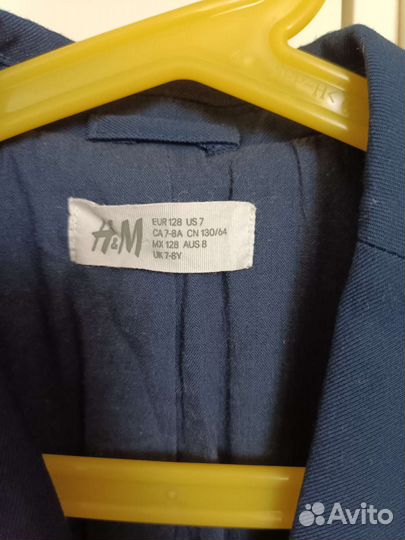 H&M
EUR 128 US 7
CA 7-8A CN 130/64
MX 128 AUS 8
UK 7-8Y
Avito